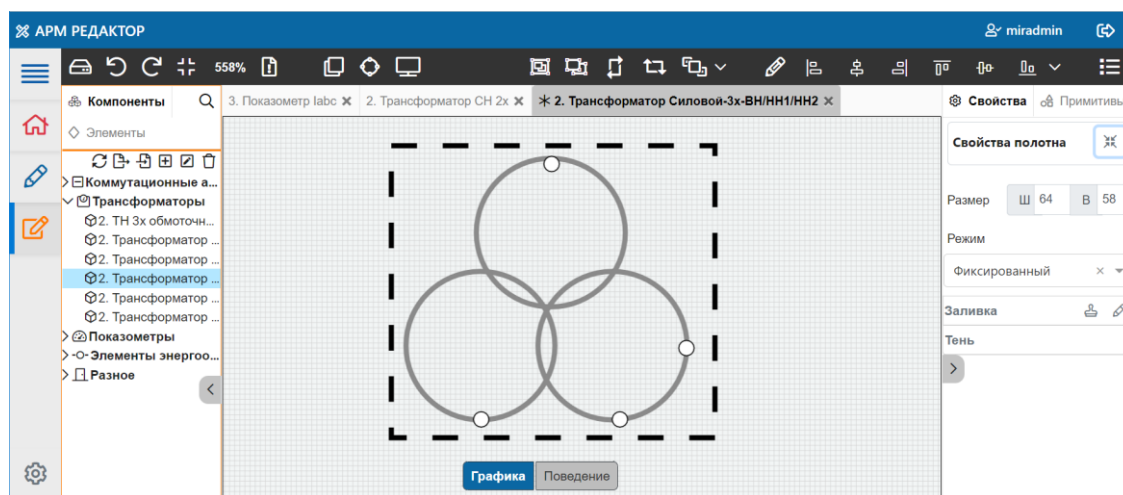 АРМ РЕДАКТОР
miradmin
558%
Компоненты
3. Показометр Iabc
2. Трансформатор СН 2x
2. Трансформатор Силовой-3х-ВН/НН1/НН2
Свойства
Примитивы
Элементы
Коммутационные а...
Трансформаторы
2. ТН 3х обмоточн...
2. Трансформатор ...
2. Трансформатор ...
2. Трансформатор ...
2. Трансформатор ...
2. Трансформатор ...
Показометры
Элементы энергоо...
Разное
Свойства полотна
Размер
Ш 64
В 58
Режим
Фиксированный
Заливка
Тень
Графика
Поведение